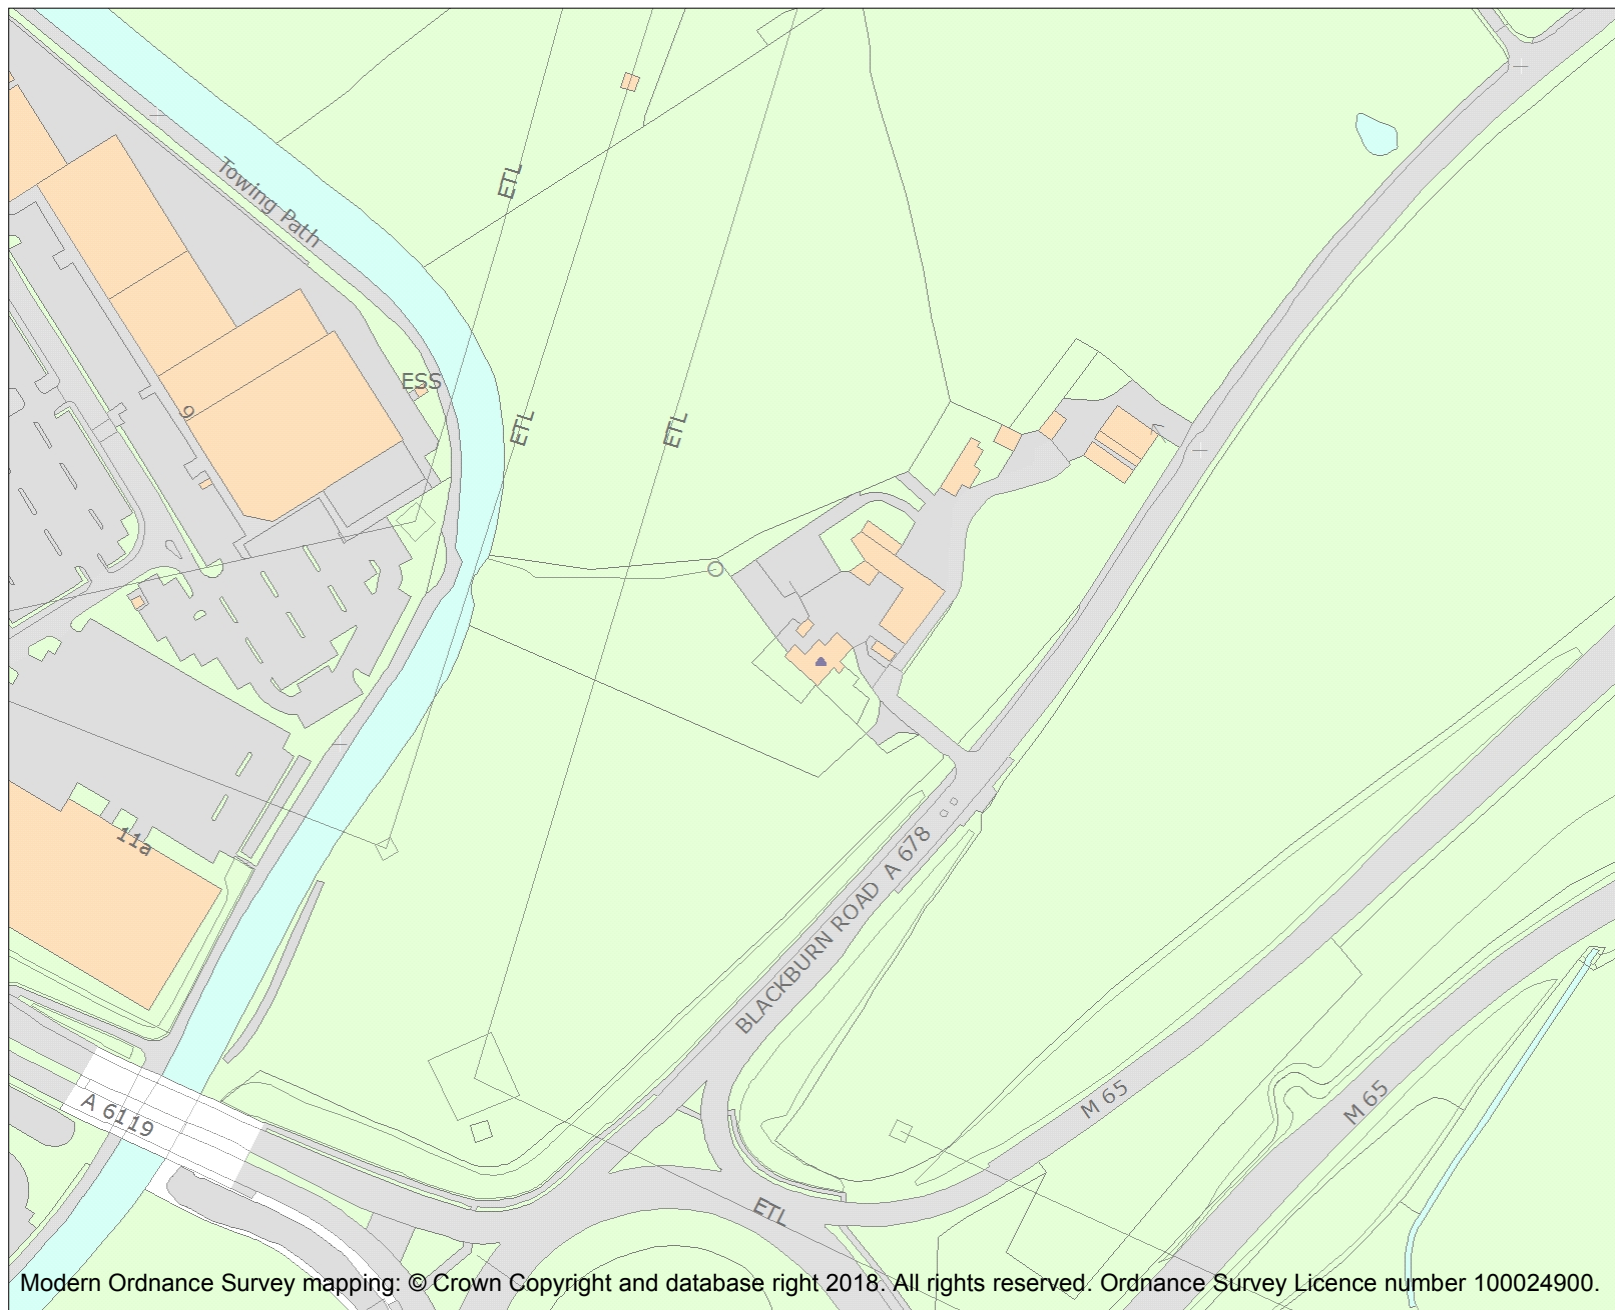 Towing Path
ETL
ESS
9
ETL
ETL
11a
BLACKBURN ROAD A 678
A 6119
M 65
M 65
ETL
Modern Ordnance Survey mapping: © Crown Copyright and database right 2018. All rights reserved. Ordnance Survey Licence number 100024900.